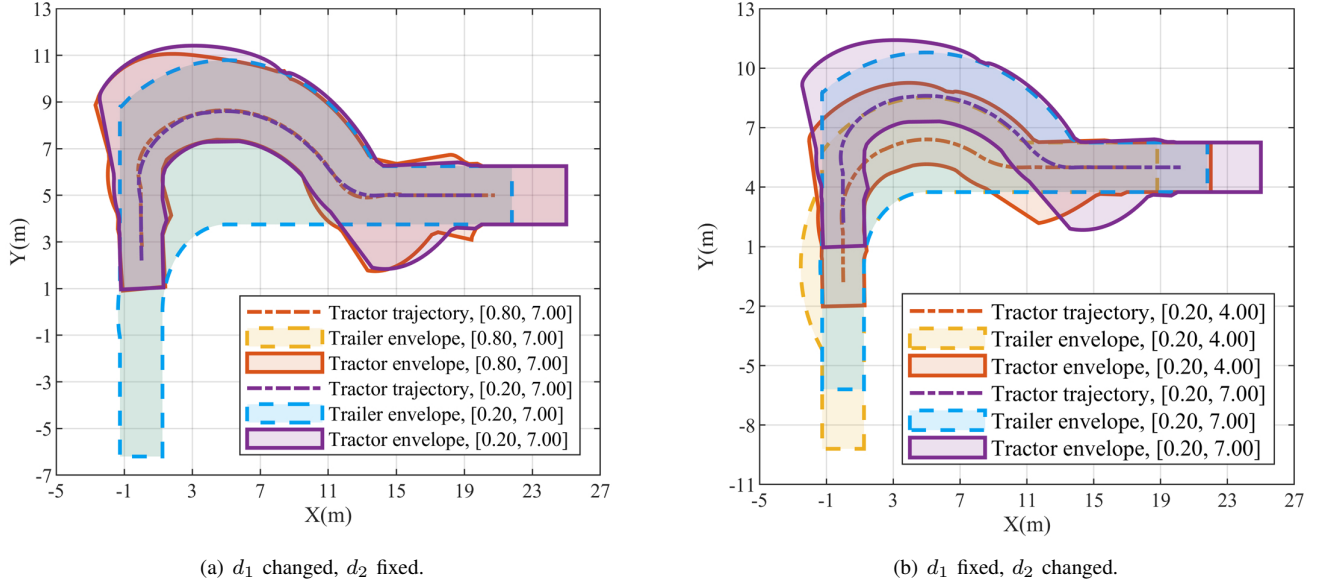 13
11
9
7
5
3
1
-1
-3
-5
-7
Y(m)
-5 -1 3 7 11 15 19 23 27
X(m)
Tractor trajectory, [0.80, 7.00]
Trailer envelope, [0.80, 7.00]
Tractor envelope, [0.80, 7.00]
Tractor trajectory, [0.20, 7.00]
Trailer envelope, [0.20, 7.00]
Tractor envelope, [0.20, 7.00]
(a) d₁ changed, d₂ fixed.
13
10
7
4
1
-2
-5
-8
-11
Y(m)
-5 -1 3 7 11 15 19 23 27
X(m)
Tractor trajectory, [0.20, 4.00]
Trailer envelope, [0.20, 4.00]
Tractor envelope, [0.20, 4.00]
Tractor trajectory, [0.20, 7.00]
Trailer envelope, [0.20, 7.00]
Tractor envelope, [0.20, 7.00]
(b) d₁ fixed, d₂ changed.